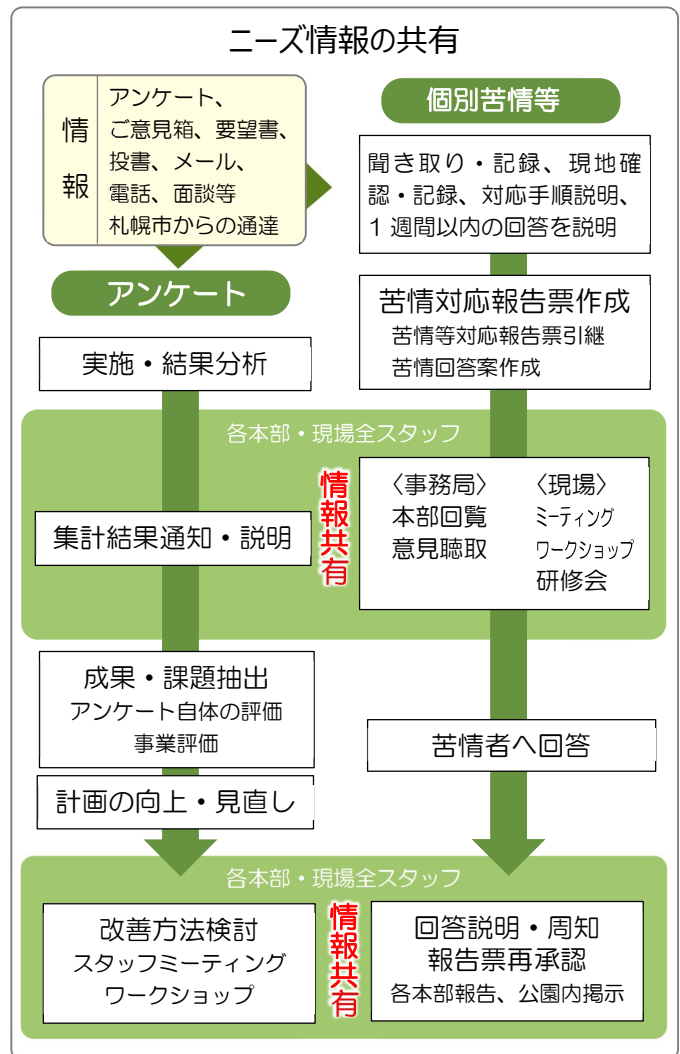 ニーズ情報の共有
情報
アンケート、
ご意見箱、要望書、
投書、メール、
電話、面談等
札幌市からの通達
アンケート
実施・結果分析
個別苦情等
聞き取り・記録、現地確
認・記録、対応手順説明、
1 週間以内の回答を説明
苦情対応報告票作成
苦情等対応報告票引継
苦情回答案作成
各本部・現場全スタッフ
集計結果通知・説明
情報共有
〈事務局〉
本部回覧
意見聴取
〈現場〉
ミーティング
ワークショップ
研修会
成果・課題抽出
アンケート自体の評価
事業評価
計画の向上・見直し
苦情者へ回答
各本部・現場全スタッフ
改善方法検討
スタッフミーティング
ワークショップ
情報共有
回答説明・周知
報告票再承認
各本部報告、公園内掲示